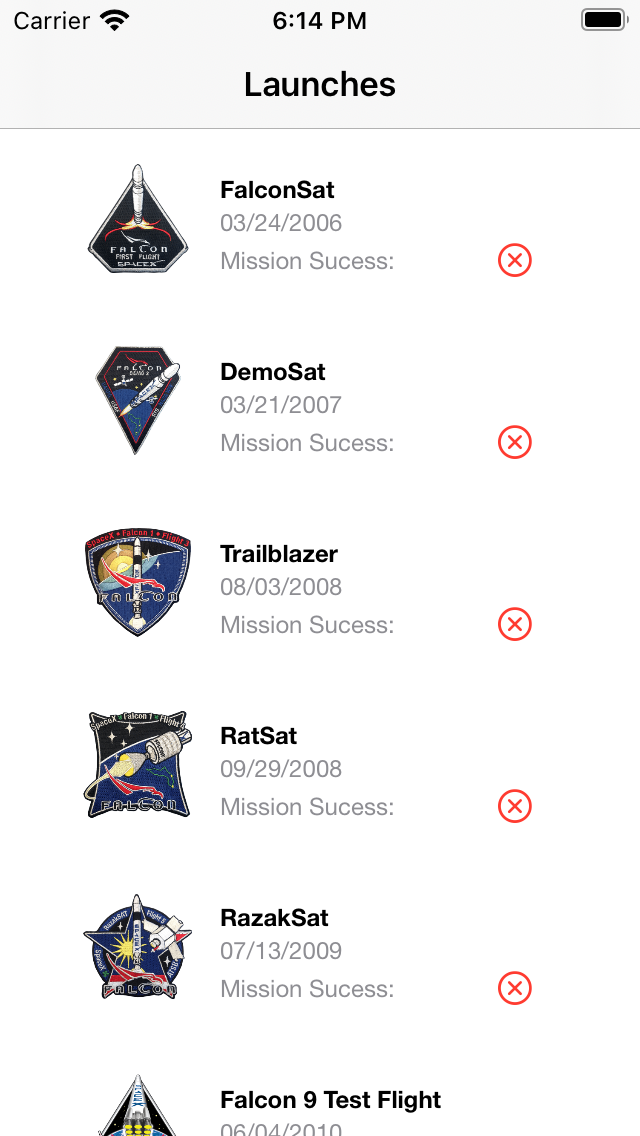 Carrier 6:14 PM
Launches
FALCON
FIRST FLIGHT
SPACEX
FalconSat
03/24/2006
Mission Sucess:
FALCON
DEMO 2
DemoSat
03/21/2007
Mission Sucess:
SpaceX Falcon 1 Flight 3
FALCON
Trailblazer
08/03/2008
Mission Sucess:
SpaceX Falcon 1 Flight
FALCON
RatSat
09/29/2008
Mission Sucess:
RazakSAT Flight 5
SpaceX ATSB
FALCON
RazakSat
07/13/2009
Mission Sucess:
Falcon 9 Test Flight
06/04/2010